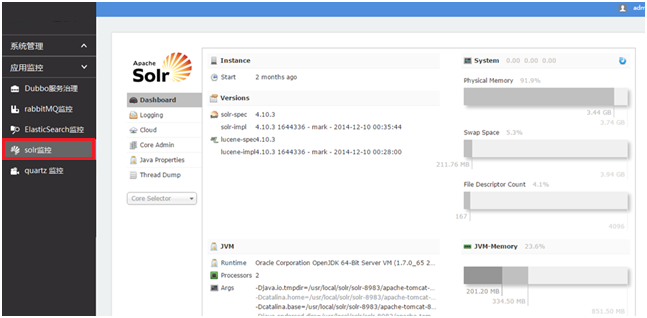 adm
系统管理
应用监控
Dubbo服务治理
rabbitMQ监控
ElasticSearch监控
solr监控
quartz 监控
Apache
Solr
Dashboard
Logging
Cloud
Core Admin
Java Properties
Thread Dump
Core Selector
Instance
Start 2 months ago
Versions
solr-spec 4.10.3
solr-impl 4.10.3 1644336 - mark - 2014-12-10 00:35:44
lucene-spec4.10.3
lucene-impl4.10.3 1644336 - mark - 2014-12-10 00:28:00
JVM
Runtime Oracle Corporation OpenJDK 64-Bit Server VM (1.7.0_65 2...
Processors 2
Args -DJava.io.tmpdir=/usr/local/solr/solr-8983/apache-tomcat-
-Dcatalina.home=/usr/local/solr/solr-8983/apache-tomcat-...
-Dcatalina.base=/usr/local/solr/solr-8983/apache-tomcat-8...
System 0.00 0.00 0.00
Physical Memory 91.9%
3.44 GB
3.74 GB
Swap Space 5.3%
211.76 MB
3.94 GB
File Descriptor Count 4.1%
167
4096
JVM-Memory 23.6%
201.20 MB
334.50 MB
851.50 MB